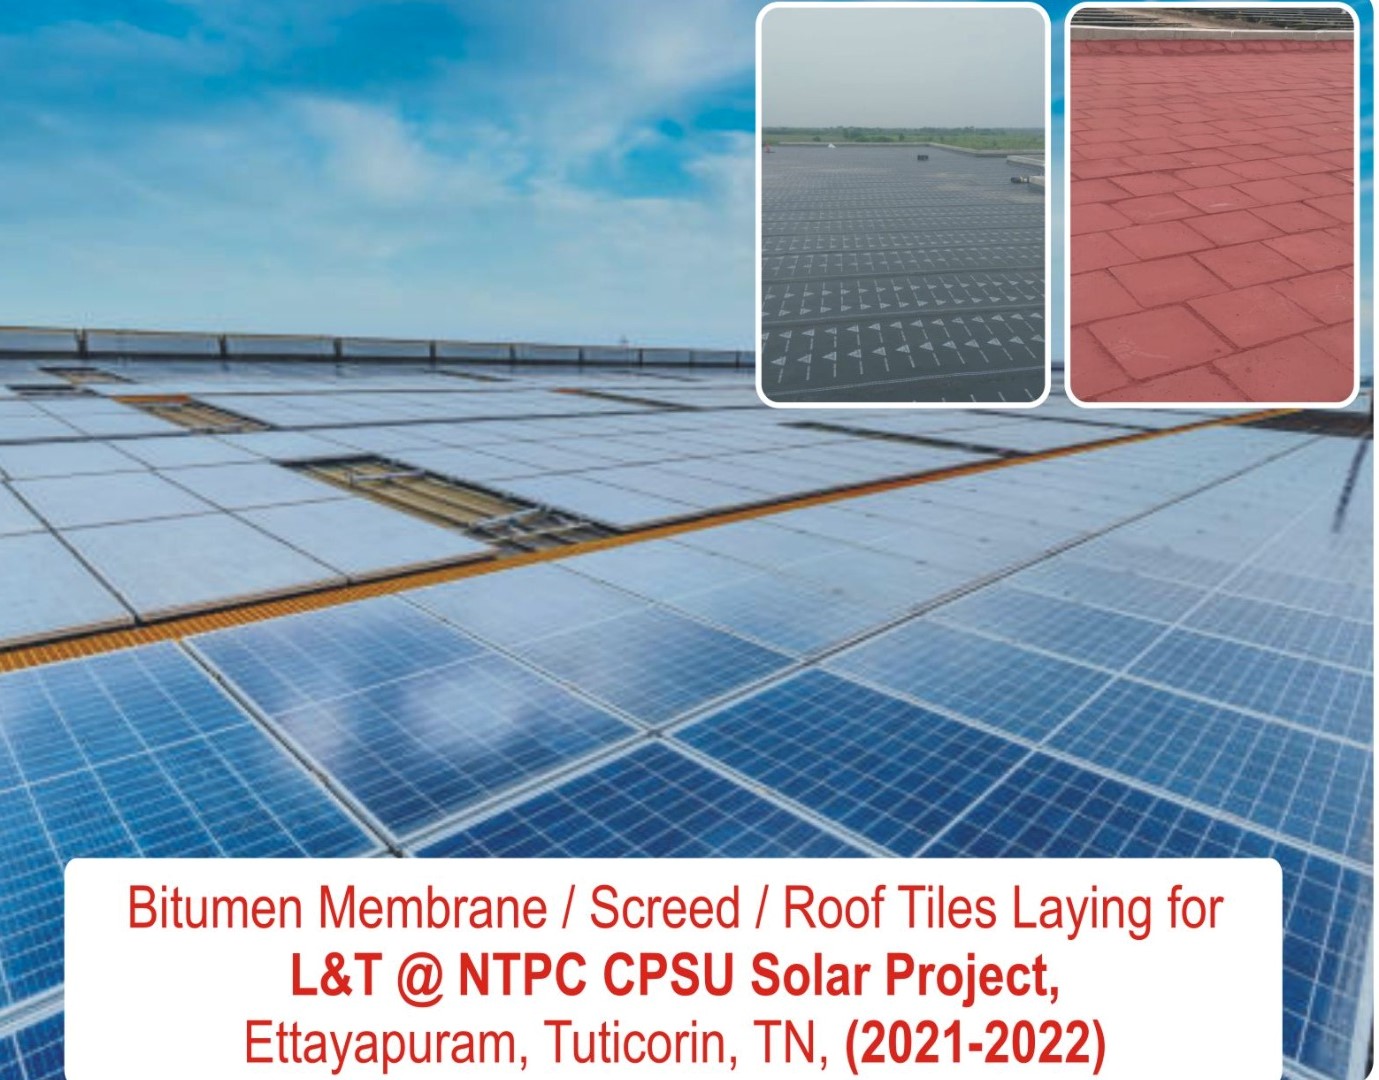 Bitumen Membrane / Screed / Roof Tiles Laying for
L&T @ NTPC CPSU Solar Project,
Ettayapuram, Tuticorin, TN, (2021-2022)